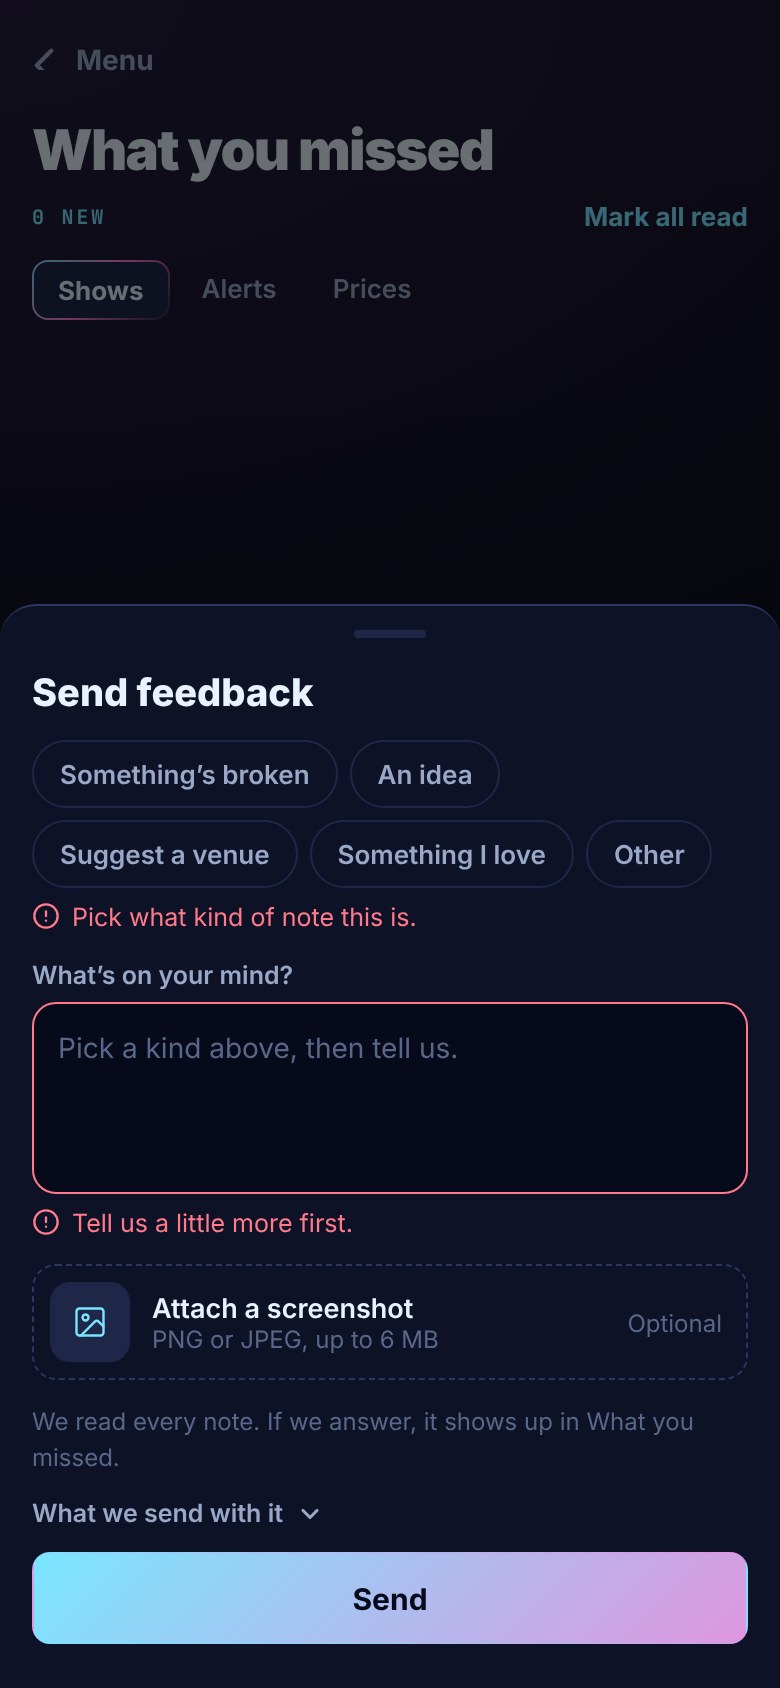 Menu
What you missed
0 NEW
Mark all read
Shows
Alerts
Prices
Send feedback
Something’s broken
An idea
Suggest a venue
Something I love
Other
Pick what kind of note this is.
What’s on your mind?
Pick a kind above, then tell us.
Tell us a little more first.
Attach a screenshot
PNG or JPEG, up to 6 MB
Optional
We read every note. If we answer, it shows up in What you
missed.
What we send with it
Send